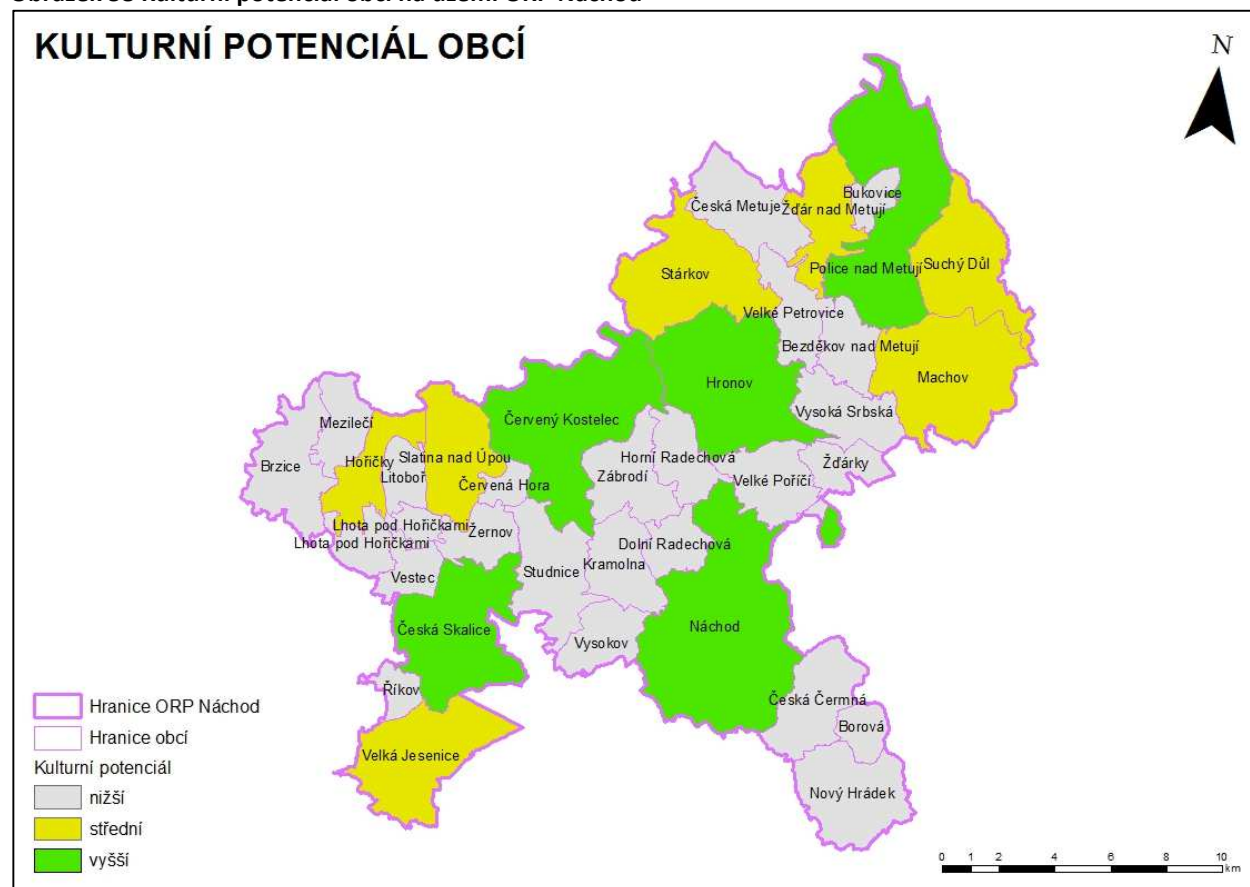 KULTURNÍ POTENCIÁL OBCÍ
N
Bukovice
Česká Metuje
Žďár nad Metují
Stárkov
Police nad Metují
Suchý Důl
Velké Petrovice
Bezděkov nad Metují
Hronov
Machov
Vysoká Srbská
Červený Kostelec
Mezilečí
Brzice
Hořičky
Slatina nad Úpou
Litoboř
Červená Hora
Horní Radechová
Zábrodí
Velké Poříčí
Žďárky
Lhota pod Hořičkami
Lhota pod Hořičkami
Žernov
Vestec
Studnice
Kramolna
Dolní Radechová
Česká Skalice
Vysokov
Náchod
Říkov
Česká Čermná
Borová
Velká Jesenice
Nový Hrádek
Hranice ORP Náchod
Hranice obcí
Kulturní potenciál
nižší
střední
vyšší
0 1 2 4 6 8 10
km